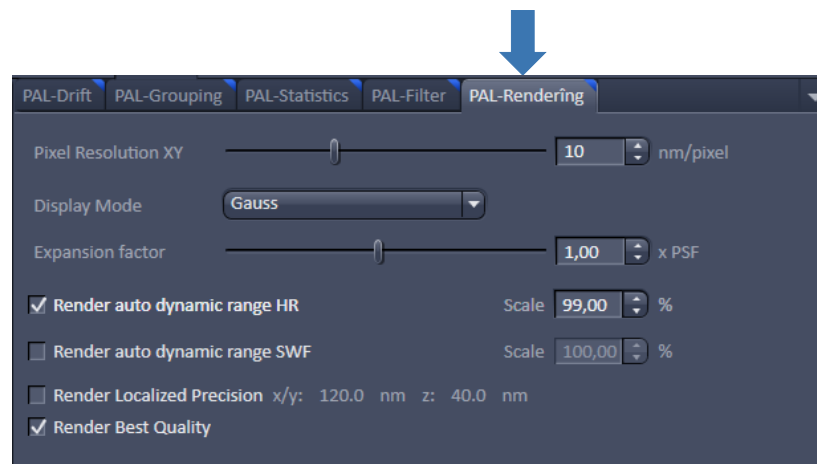 PAL-Drift PAL-Grouping PAL-Statistics PAL-Filter PAL-Rendering
Pixel Resolution XY 10 nm/pixel
Display Mode Gauss
Expansion factor 1,00 x PSF
Render auto dynamic range HR Scale 99,00 %
Render auto dynamic range SWF Scale 100,00 %
Render Localized Precision x/y: 120.0 nm z: 40.0 nm
Render Best Quality